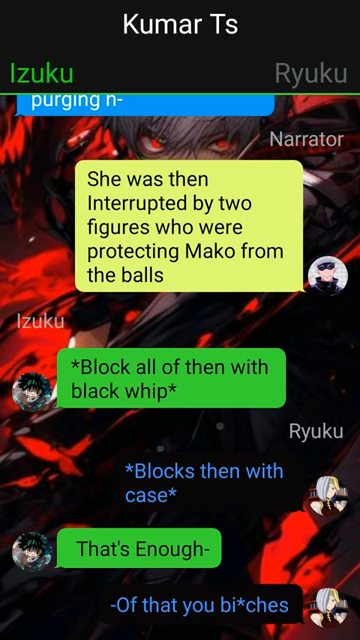 Kumar Ts
Izuku
Ryuku
purging n-
Narrator
She was then
Interrupted by two
figures who were
protecting Mako from
the balls
Izuku
*Block all of then with
black whip*
Ryuku
*Blocks then with
case*
That's Enough-
-Of that you bi*ches